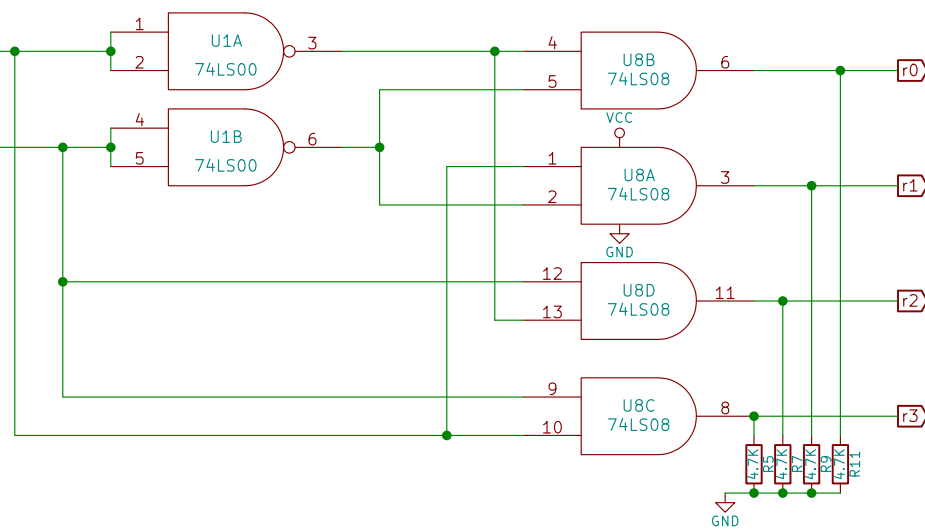 1
2
U1A
74LS00
3
4
5
U1B
74LS00
6
4
5
U8B
74LS08
6
r0
VCC
1
2
U8A
74LS08
3
r1
GND
12
13
U8D
74LS08
11
r2
9
10
U8C
74LS08
8
r3
4.7K
R5
4.7K
R7
4.7K
R9
4.7K
R11
GND